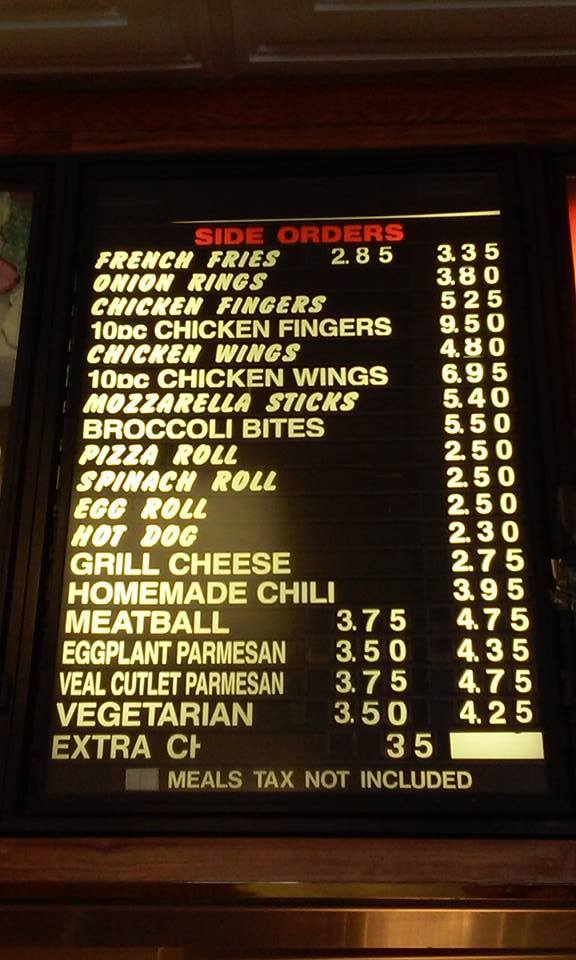 SIDE ORDERS
FRENCH FRIES 2.85 3.35
ONION RINGS 3.80
CHICKEN FINGERS 5 25
10pc CHICKEN FINGERS 9.50
CHICKEN WINGS 4.80
10pc CHICKEN WINGS 6.95
MOZZARELLA STICKS 5.40
BROCCOLI BITES 5.50
PIZZA ROLL 2.50
SPINACH ROLL 2.50
EGG ROLL 2.50
HOT DOG 2.30
GRILL CHEESE 2.75
HOMEMADE CHILI 3.95
MEATBALL 3.75 4.75
EGGPLANT PARMESAN 3.50 4.35
VEAL CUTLET PARMESAN 3.75 4.75
VEGETARIAN 3.50 4.25
EXTRA CH 35
MEALS TAX NOT INCLUDED